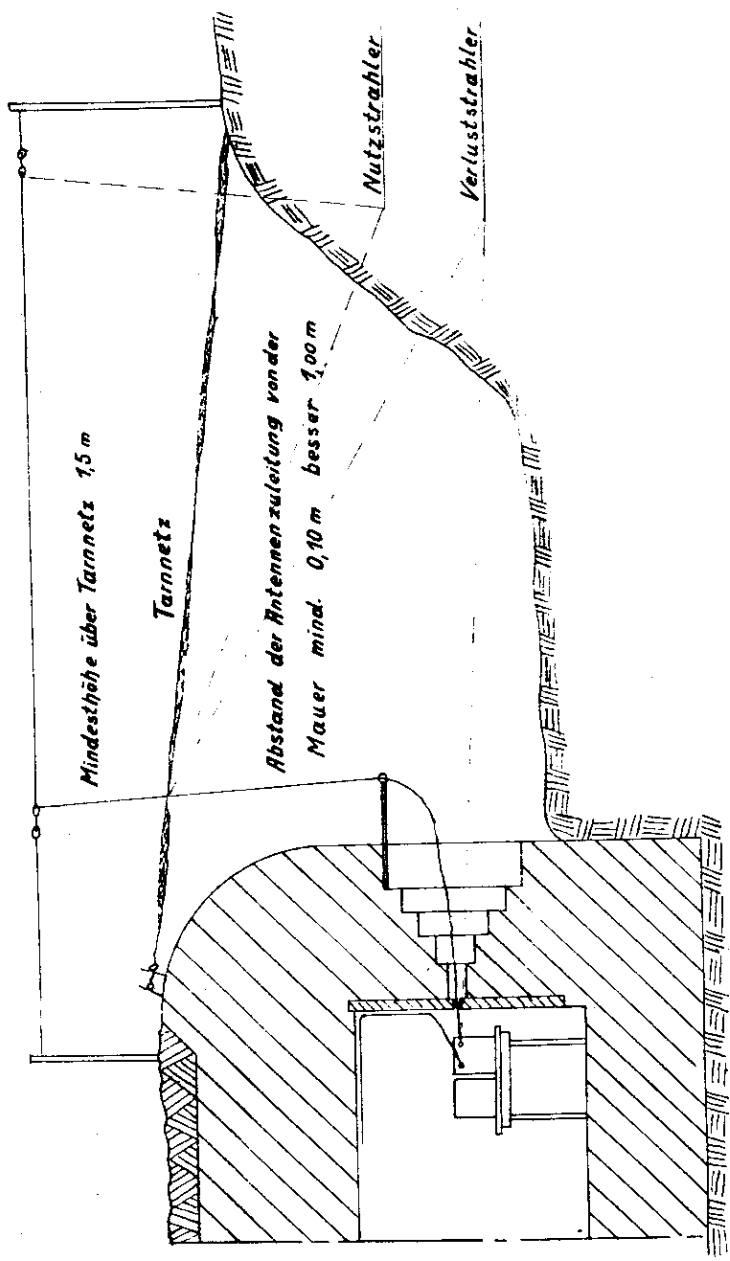 Mindesthöhe über Tarnnetz 1,5 m
Tarnnetz
Abstand der Antennenzuleitung von der
Mauer mind. 0,10 m besser 1,00 m
Nutzstrahler
Verluststrahler